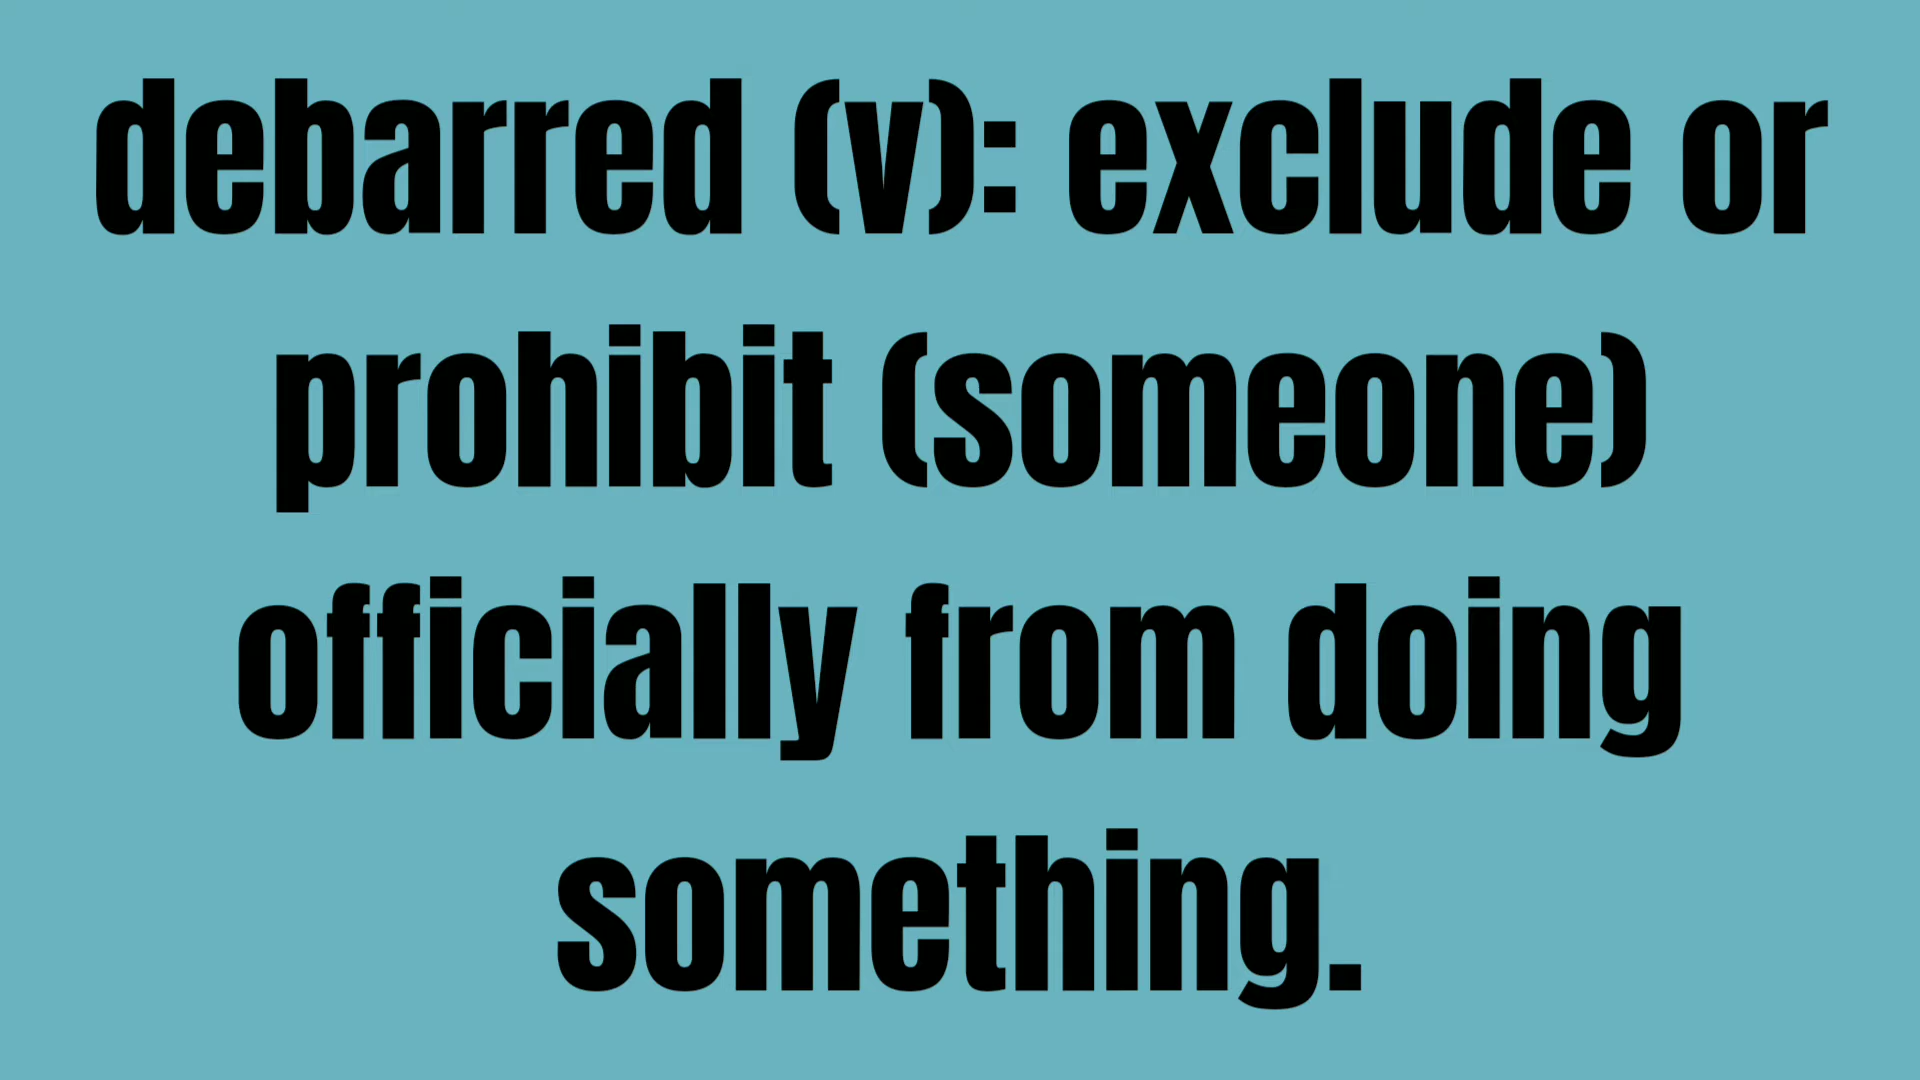 debarred (v): exclude or
prohibit (someone)
officially from doing
something.